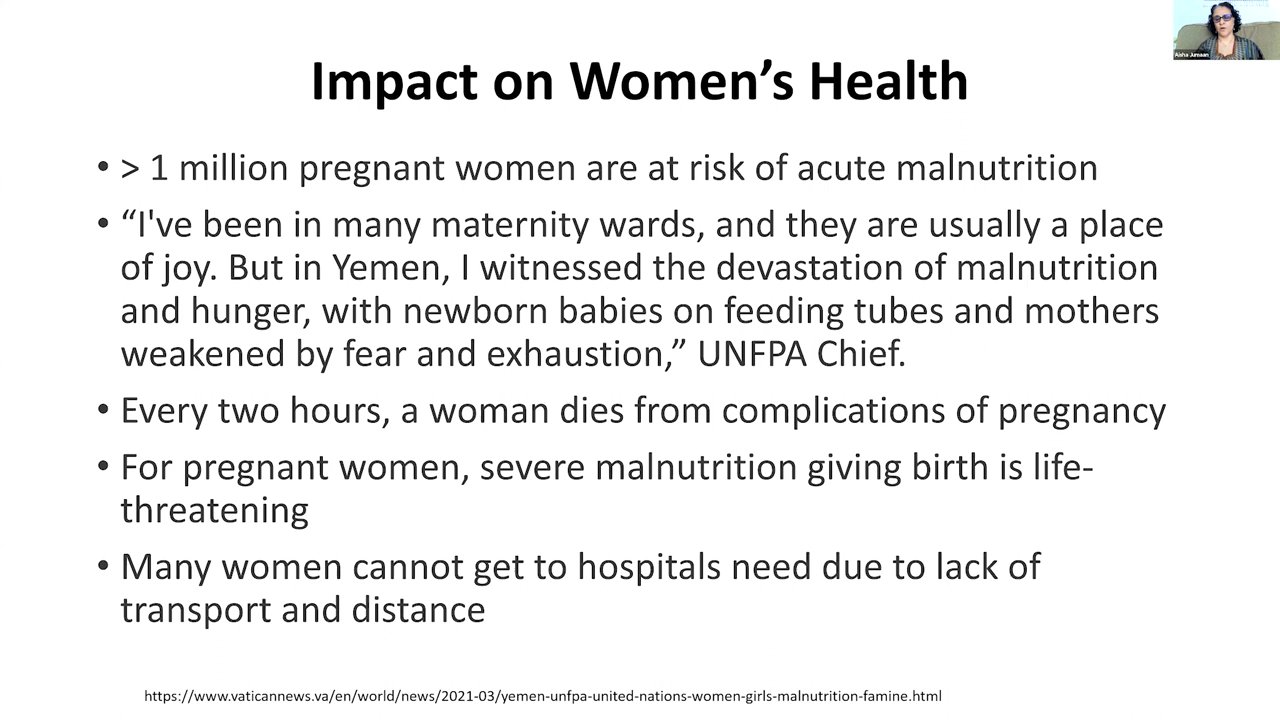 Aisha Jumaan
Impact on Women’s Health
• > 1 million pregnant women are at risk of acute malnutrition
• “I've been in many maternity wards, and they are usually a place
of joy. But in Yemen, I witnessed the devastation of malnutrition
and hunger, with newborn babies on feeding tubes and mothers
weakened by fear and exhaustion,” UNFPA Chief.
• Every two hours, a woman dies from complications of pregnancy
• For pregnant women, severe malnutrition giving birth is life-
threatening
• Many women cannot get to hospitals need due to lack of
transport and distance
https://www.vaticannews.va/en/world/news/2021-03/yemen-unfpa-united-nations-women-girls-malnutrition-famine.html